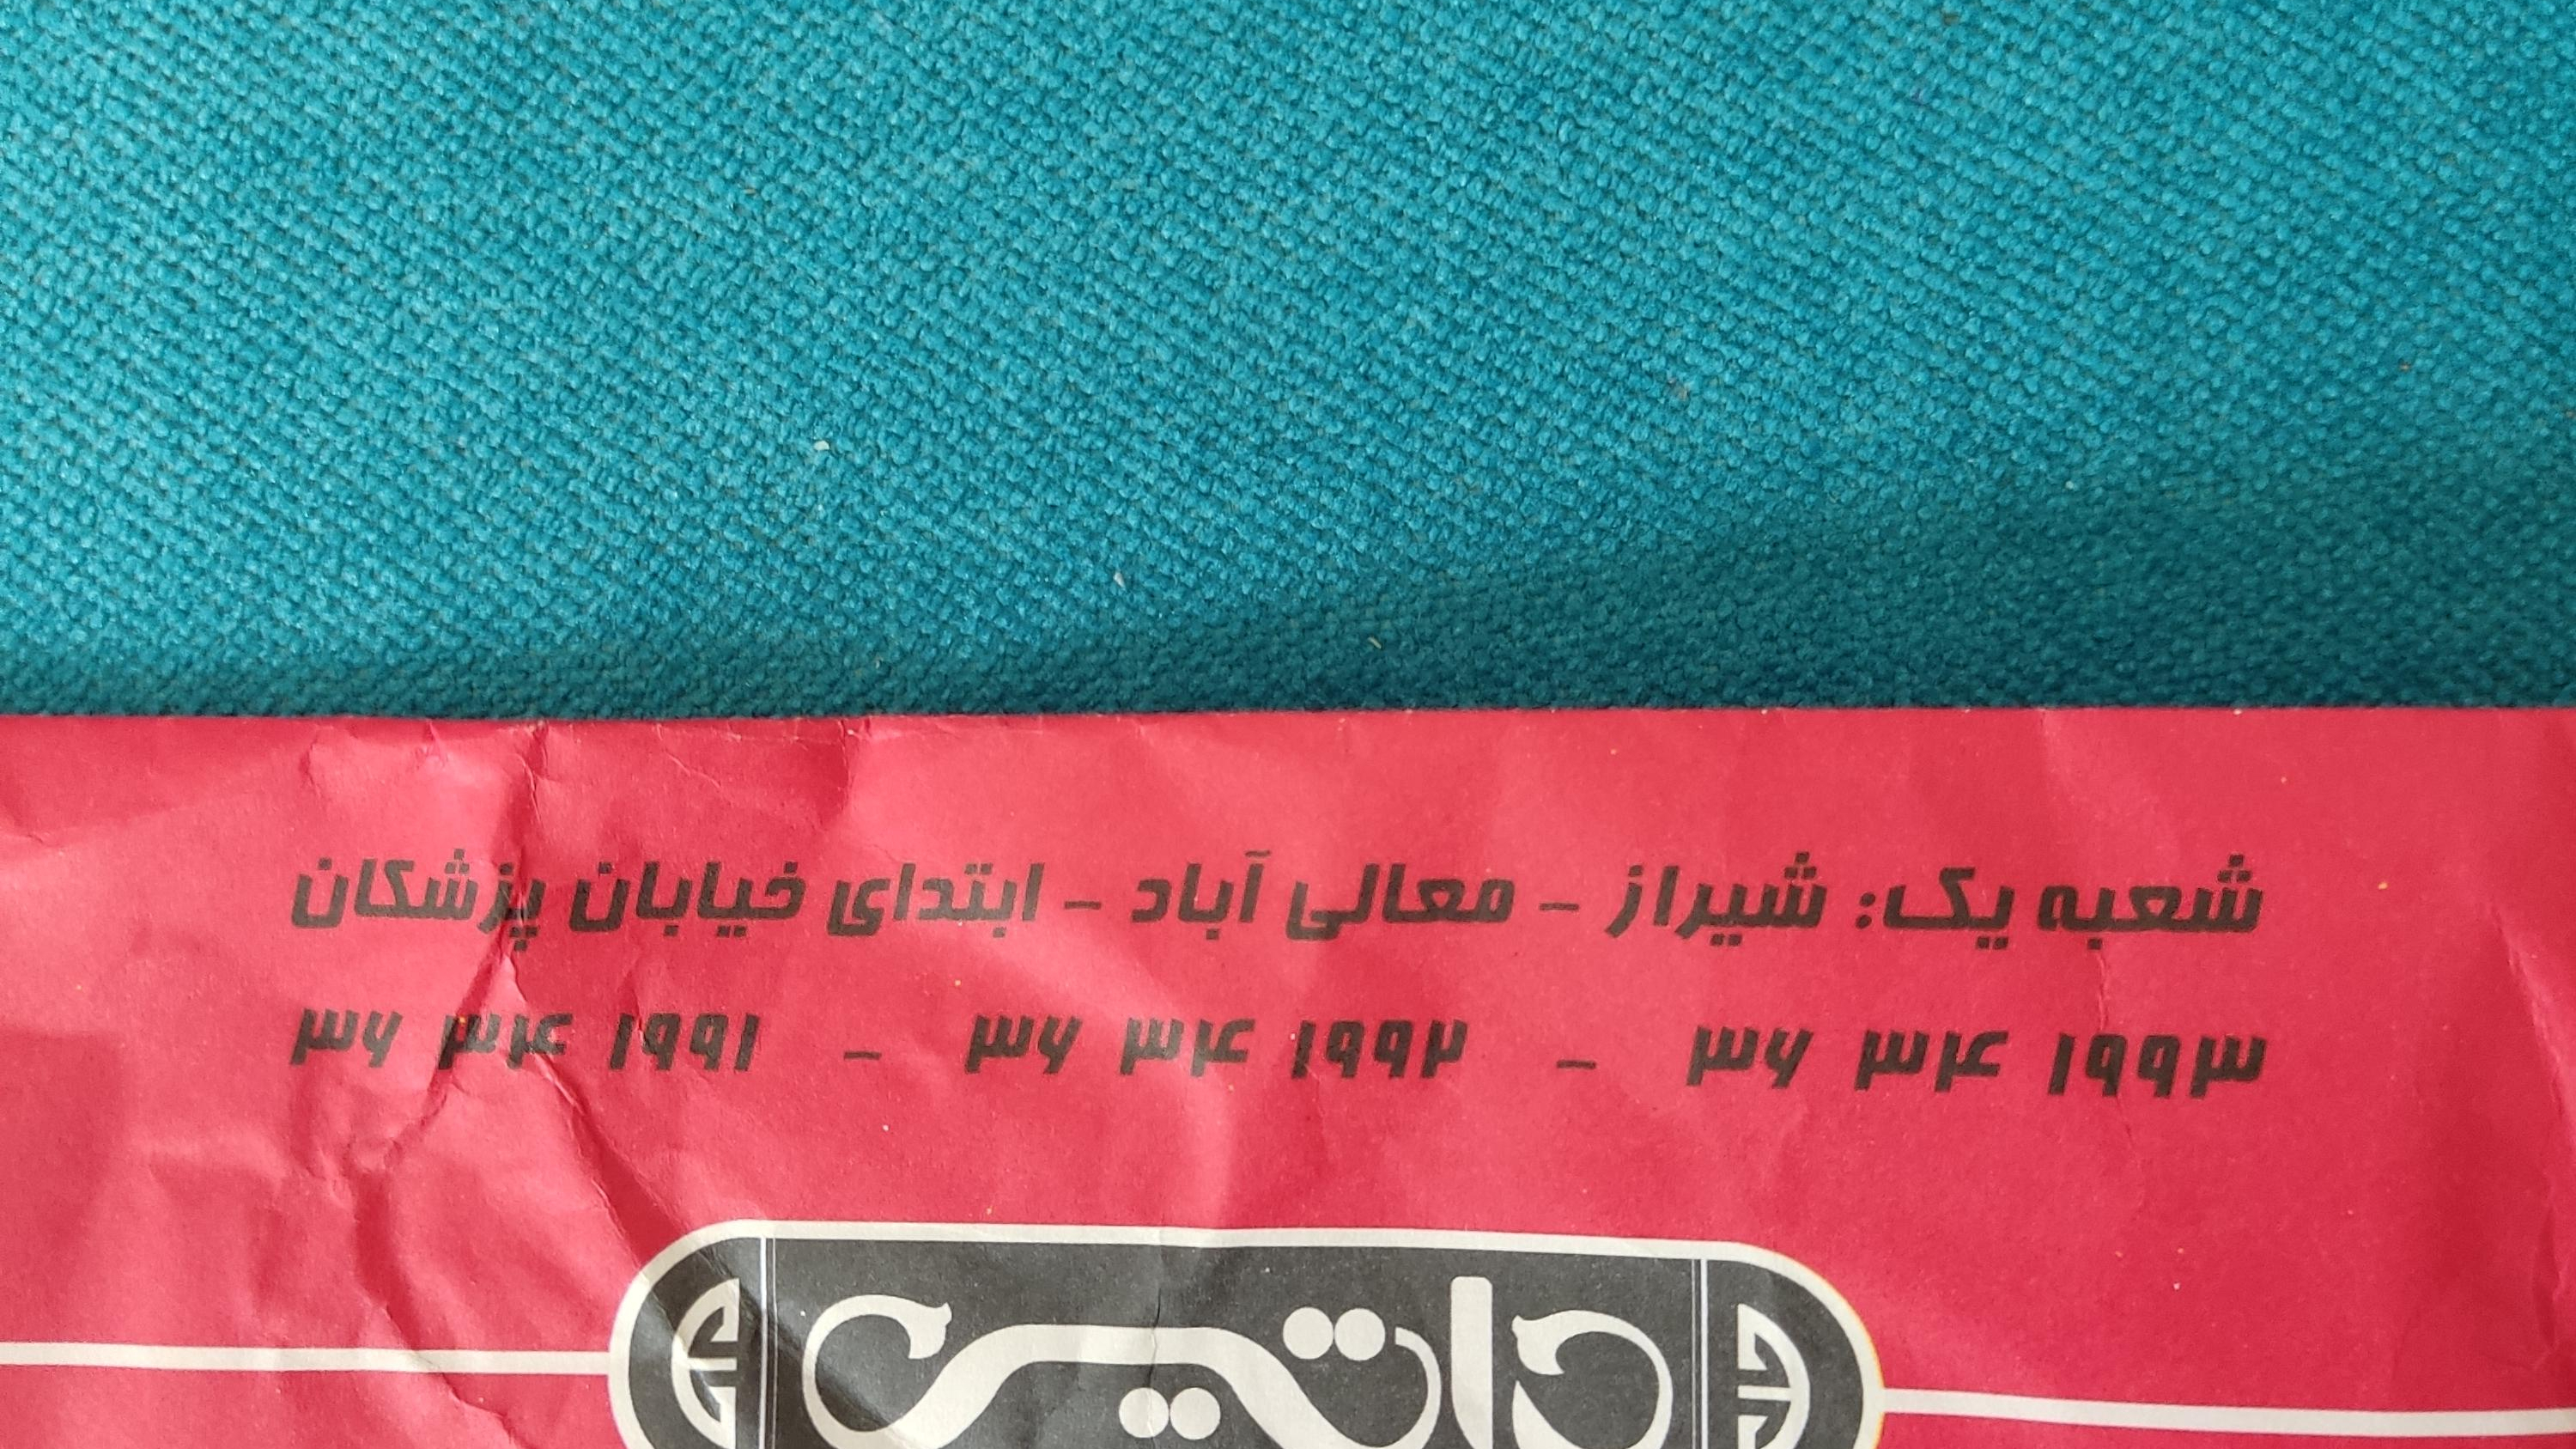 شعبه یک: شیراز - معالی آباد - ابتدای خیابان پزشکان
۳۶ ۳۴ ۱۹۹۱ - ۳۶ ۳۴ ۱۹۹۲ - ۳۶ ۳۴ ۱۹۹۳